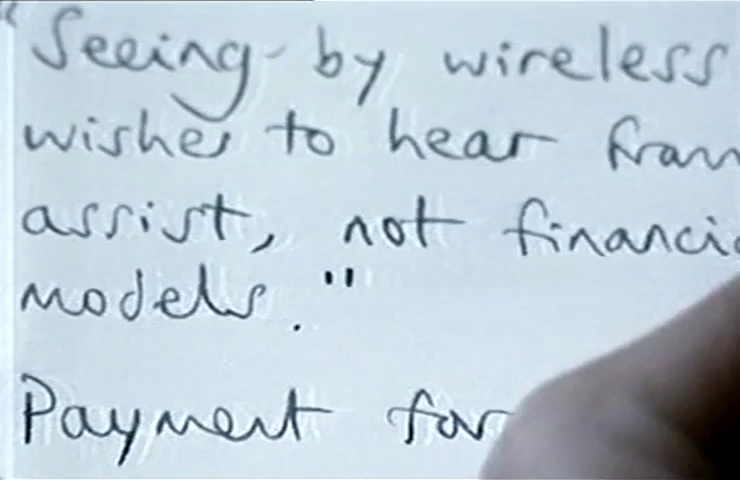 "Seeing by wireless
wishes to hear from
assist, not financi
models."
Payment for